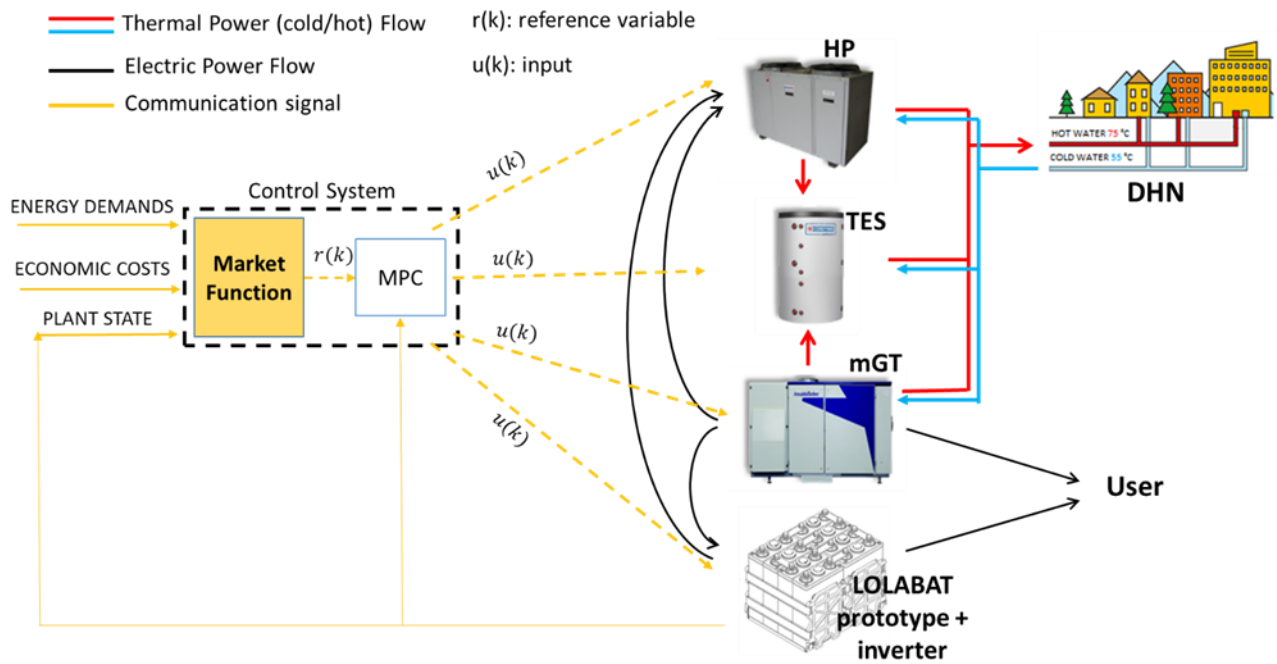 Thermal Power (cold/hot) Flow
Electric Power Flow
Communication signal
r(k): reference variable
u(k): input
HP
HOT WATER 75 °C
COLD WATER 55 °C
DHN
u(k)
Control System
ENERGY DEMANDS
ECONOMIC COSTS
PLANT STATE
Market
Function
r(k)
MPC
u(k)
TES
u(k)
mGT
u(k)
User
LOLABAT
prototype +
inverter